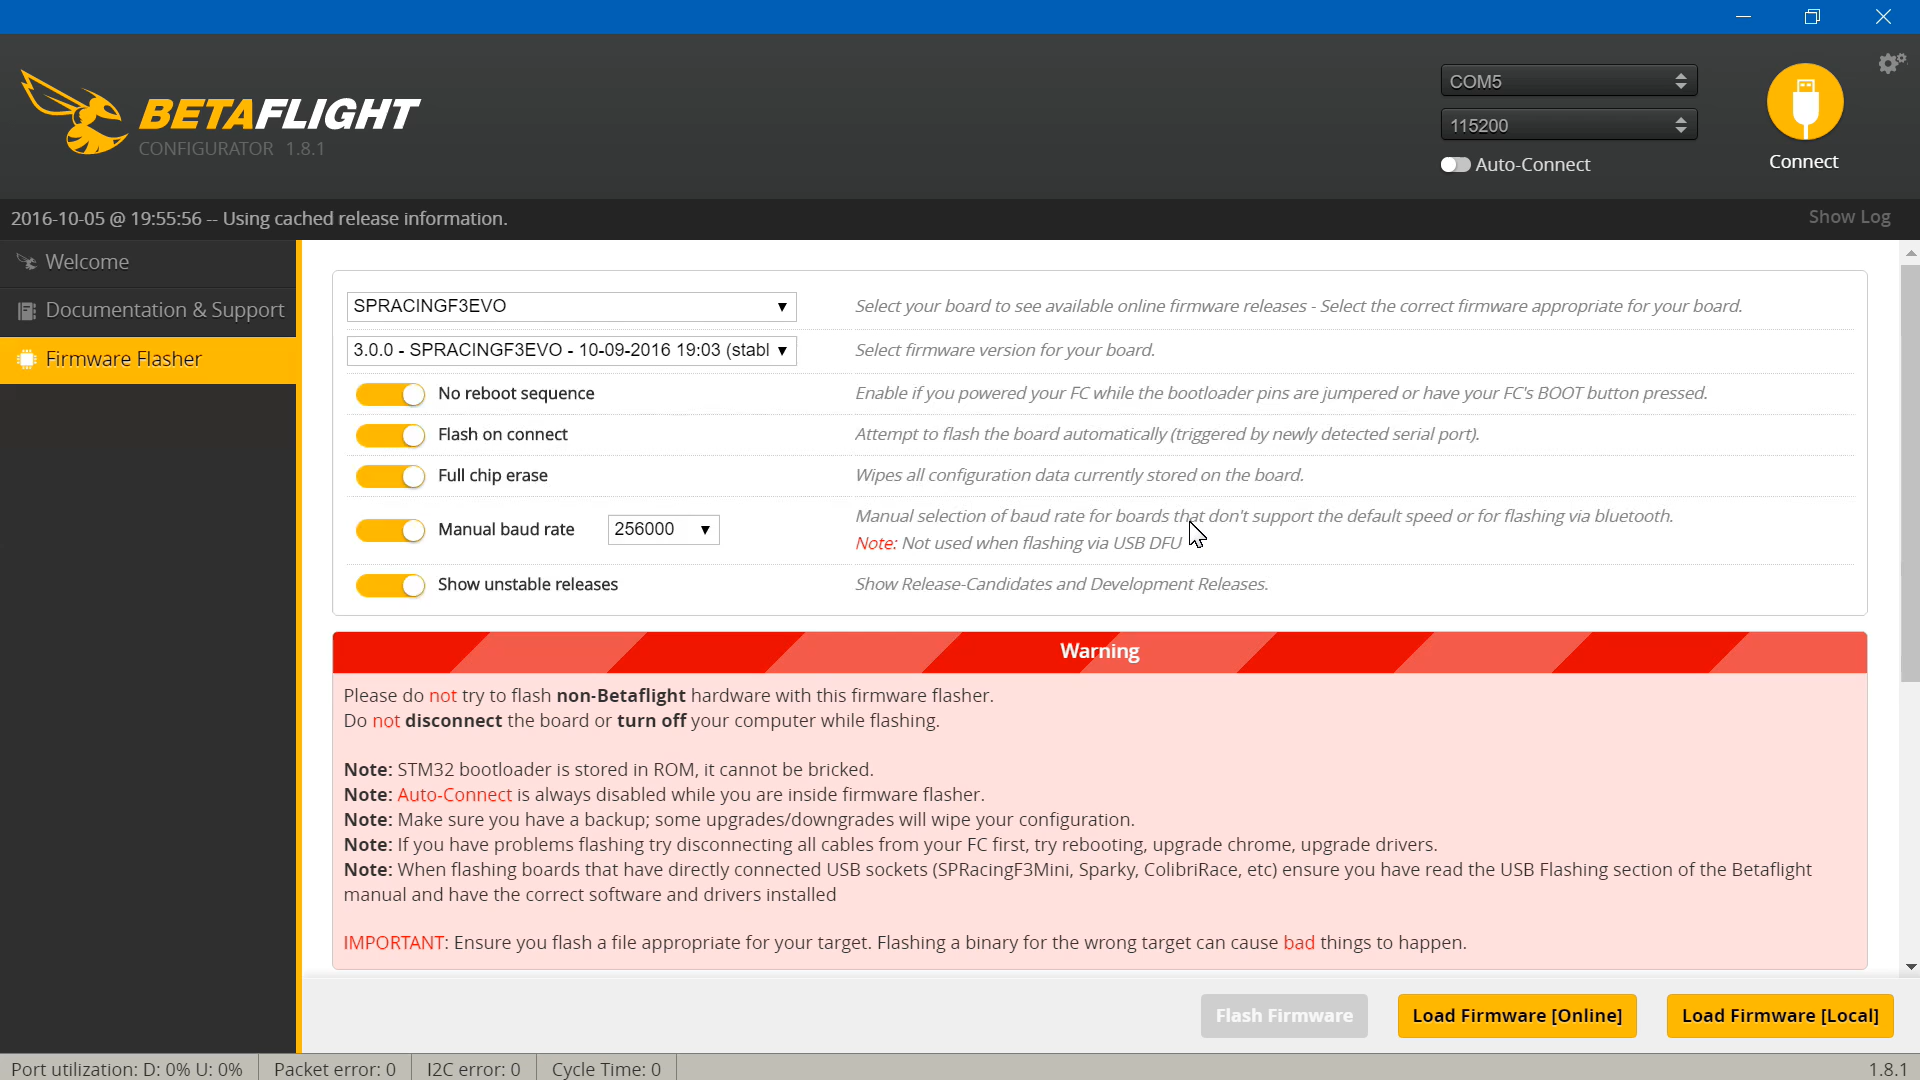 BETAFLIGHT
CONFIGURATOR 1.8.1
COM5
115200
Auto-Connect
Connect
2016-10-05 @ 19:55:56 -- Using cached release information.
Show Log
Welcome
Documentation & Support
Firmware Flasher
SPRACINGF3EVO
Select your board to see available online firmware releases - Select the correct firmware appropriate for your board.
3.0.0 - SPRACINGF3EVO - 10-09-2016 19:03 (stabl
Select firmware version for your board.
No reboot sequence
Enable if you powered your FC while the bootloader pins are jumpered or have your FC's BOOT button pressed.
Flash on connect
Attempt to flash the board automatically (triggered by newly detected serial port).
Full chip erase
Wipes all configuration data currently stored on the board.
Manual baud rate
256000
Manual selection of baud rate for boards that don't support the default speed or for flashing via bluetooth.
Note: Not used when flashing via USB DFU
Show unstable releases
Show Release-Candidates and Development Releases.
Warning
Please do not try to flash non-Betaflight hardware with this firmware flasher.
Do not disconnect the board or turn off your computer while flashing.
Note: STM32 bootloader is stored in ROM, it cannot be bricked.
Note: Auto-Connect is always disabled while you are inside firmware flasher.
Note: Make sure you have a backup; some upgrades/downgrades will wipe your configuration.
Note: If you have problems flashing try disconnecting all cables from your FC first, try rebooting, upgrade chrome, upgrade drivers.
Note: When flashing boards that have directly connected USB sockets (SPRacingF3Mini, Sparky, ColibriRace, etc) ensure you have read the USB Flashing section of the Betaflight
manual and have the correct software and drivers installed
IMPORTANT: Ensure you flash a file appropriate for your target. Flashing a binary for the wrong target can cause bad things to happen.
Flash Firmware
Load Firmware [Online]
Load Firmware [Local]
Port utilization: D: 0% U: 0%
Packet error: 0
I2C error: 0
Cycle Time: 0
1.8.1